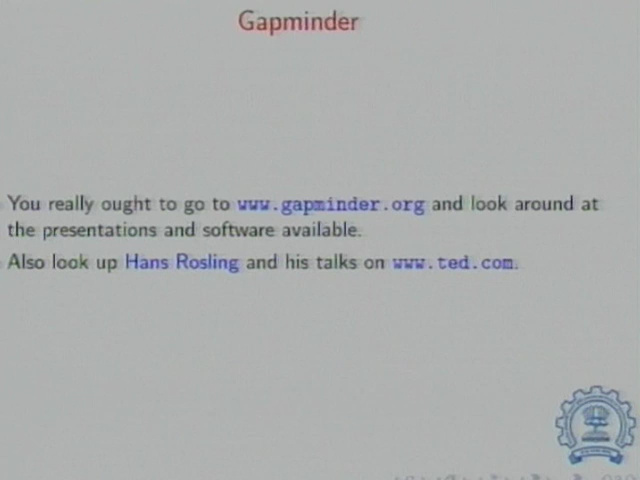 Gapminder
You really ought to go to www.gapminder.org and look around at
the presentations and software available.
Also look up Hans Rosling and his talks on www.ted.com.